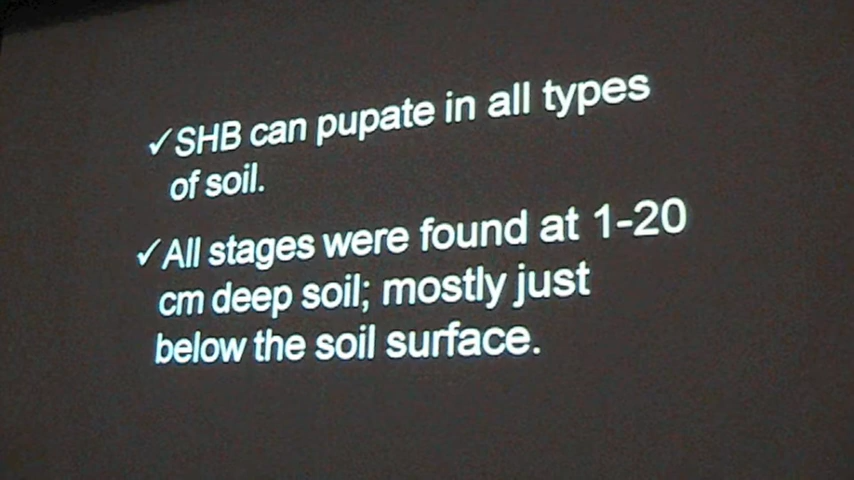 ✓SHB can pupate in all types
of soil.
✓All stages were found at 1-20
cm deep soil; mostly just
below the soil surface.